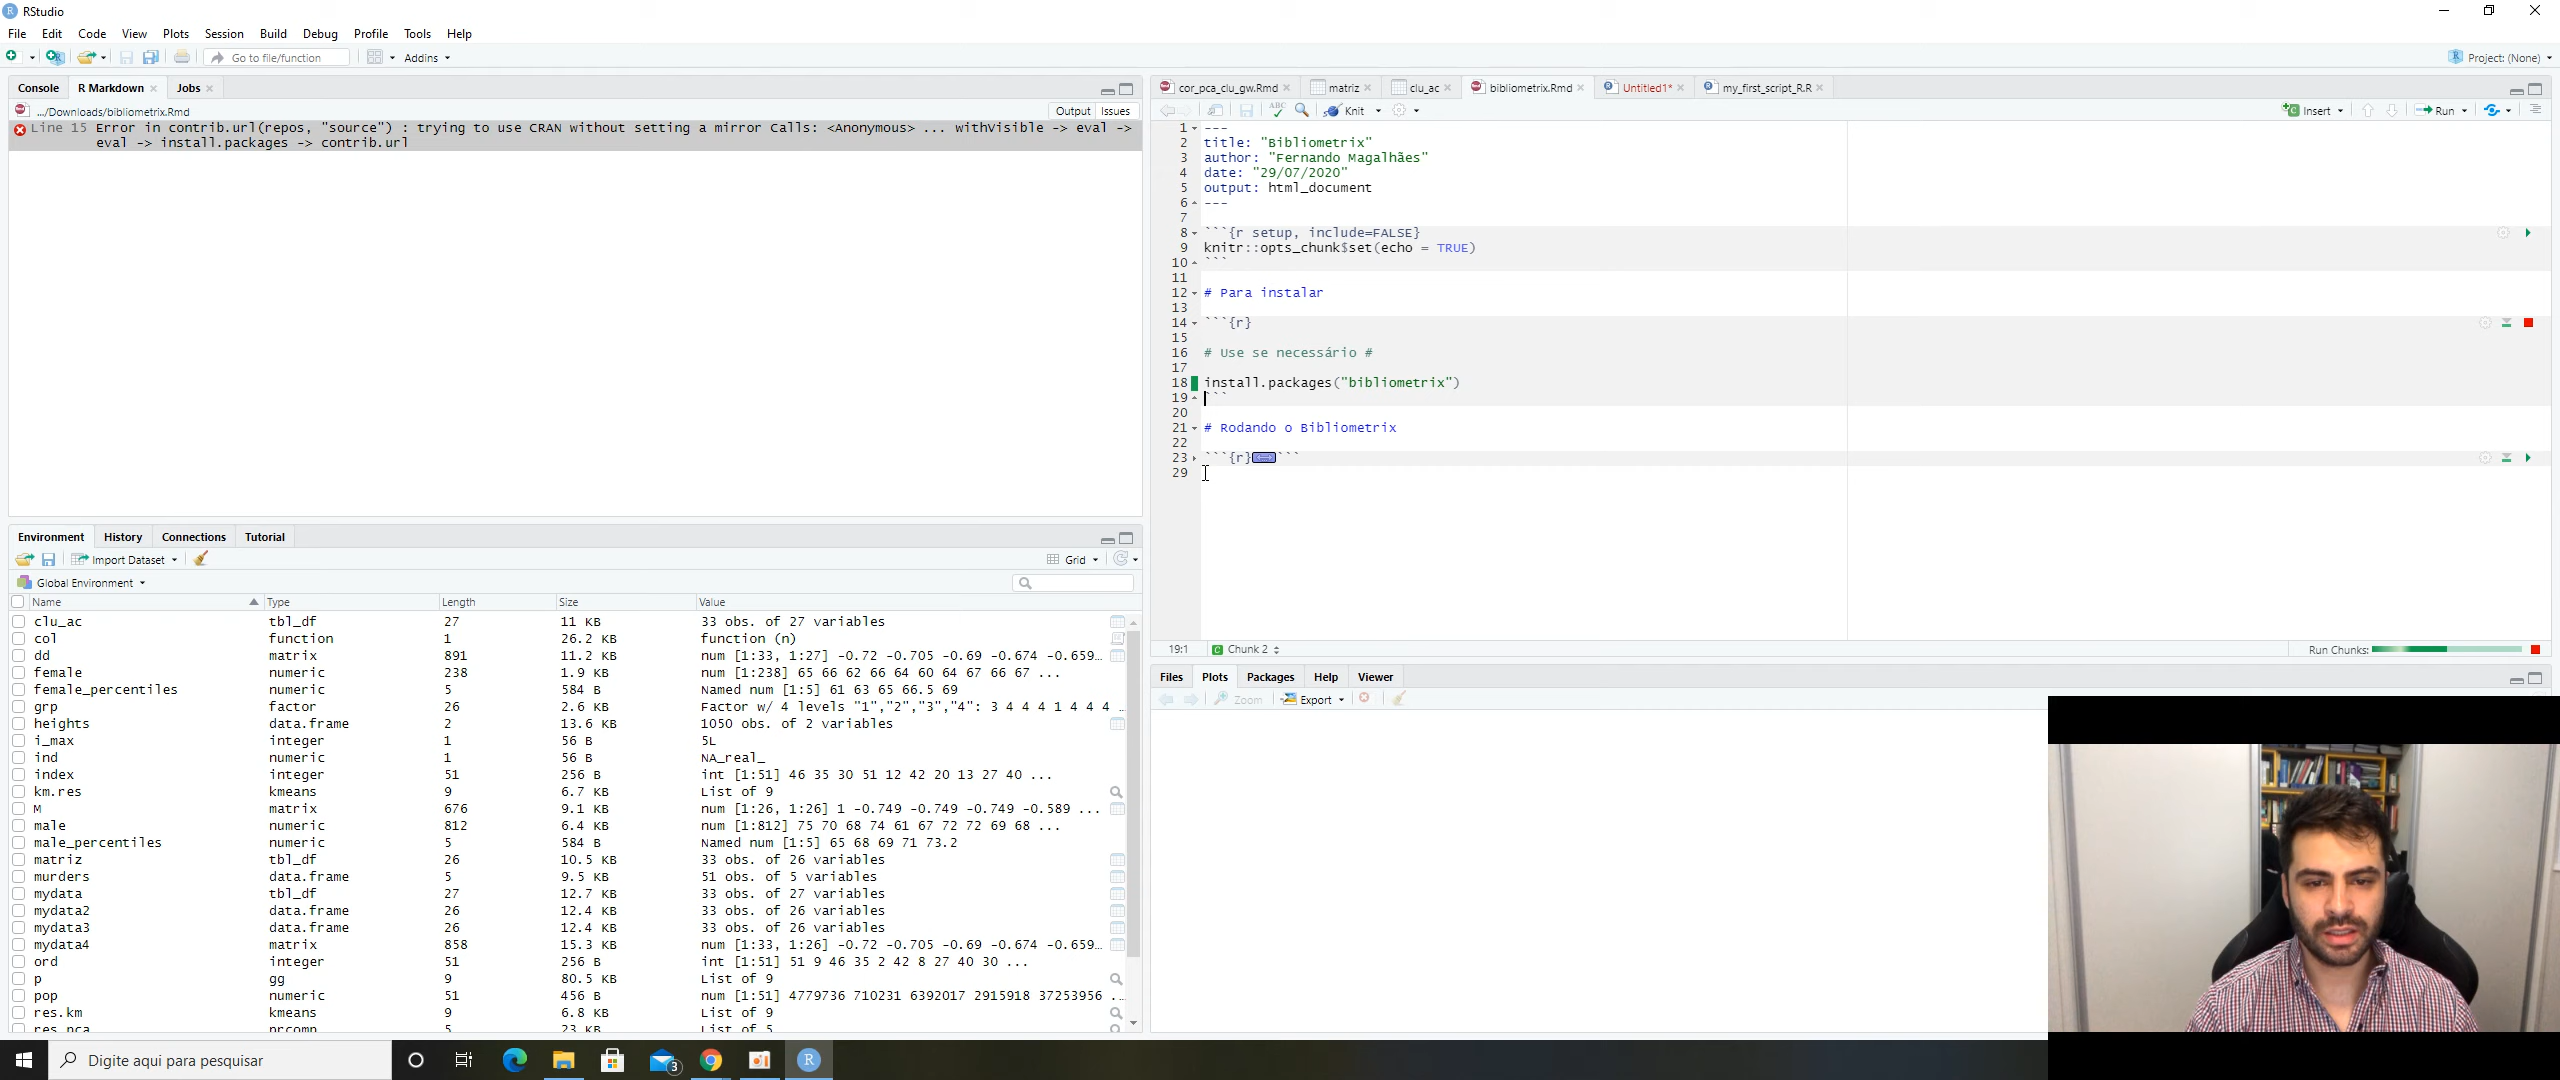 RStudio
File Edit Code View Plots Session Build Debug Profile Tools Help
Go to file/function Addins Project: (None)
Console R Markdown Jobs
.../Downloads/bibliometrix.Rmd Output Issues
Line 15 Error in contrib.url(repos, "source") : trying to use CRAN without setting a mirror Calls: <Anonymous> ... withVisible -> eval ->
eval -> install.packages -> contrib.url
cor_pca_clu_gw.Rmd matriz clu_ac bibliometrix.Rmd Untitled1* my_first_script_R.R
ABC Knit Insert Run
1 ---
2 title: "Bibliometrix"
3 author: "Fernando Magalhães"
4 date: "29/07/2020"
5 output: html_document
6 ---
7
8 ```{r setup, include=FALSE}
9 knitr::opts_chunk$set(echo = TRUE)
10 ```
11
12 # Para instalar
13
14 ```{r}
15
16 # Use se necessário #
17
18 install.packages("bibliometrix")
19 ```
20
21 # Rodando o Bibliometrix
22
23 ```{r} ```
29
19:1 Chunk 2 Run Chunks:
Environment History Connections Tutorial
Import Dataset Grid
Global Environment
Name Type Length Size Value
clu_ac tbl_df 27 11 KB 33 obs. of 27 variables
col function 1 26.2 KB function (n)
dd matrix 891 11.2 KB num [1:33, 1:27] -0.72 -0.705 -0.69 -0.674 -0.659…
female numeric 238 1.9 KB num [1:238] 65 66 62 66 64 60 64 67 66 67 ...
female_percentiles numeric 5 584 B Named num [1:5] 61 63 65 66.5 69
grp factor 26 2.6 KB Factor w/ 4 levels "1","2","3","4": 3 4 4 4 1 4 4 4 …
heights data.frame 2 13.6 KB 1050 obs. of 2 variables
i_max integer 1 56 B 5L
ind numeric 1 56 B NA_real_
index integer 51 256 B int [1:51] 46 35 30 51 12 42 20 13 27 40 ...
km.res kmeans 9 6.7 KB List of 9
M matrix 676 9.1 KB num [1:26, 1:26] 1 -0.749 -0.749 -0.749 -0.589 ...
male numeric 812 6.4 KB num [1:812] 75 70 68 74 61 67 72 72 69 68 ...
male_percentiles numeric 5 584 B Named num [1:5] 65 68 69 71 73.2
matriz tbl_df 26 10.5 KB 33 obs. of 26 variables
murders data.frame 5 9.5 KB 51 obs. of 5 variables
mydata tbl_df 27 12.7 KB 33 obs. of 27 variables
mydata2 data.frame 26 12.4 KB 33 obs. of 26 variables
mydata3 data.frame 26 12.4 KB 33 obs. of 26 variables
mydata4 matrix 858 15.3 KB num [1:33, 1:26] -0.72 -0.705 -0.69 -0.674 -0.659…
ord integer 51 256 B int [1:51] 51 9 46 35 2 42 8 27 40 30 ...
p gg 9 80.5 KB List of 9
pop numeric 51 456 B num [1:51] 4779736 710231 6392017 2915918 37253956 …
res.km kmeans 9 6.8 KB List of 9
res.pca prcomp 5 23 KB List of 5
Files Plots Packages Help Viewer
Zoom Export
Digite aqui para pesquisar 3 R